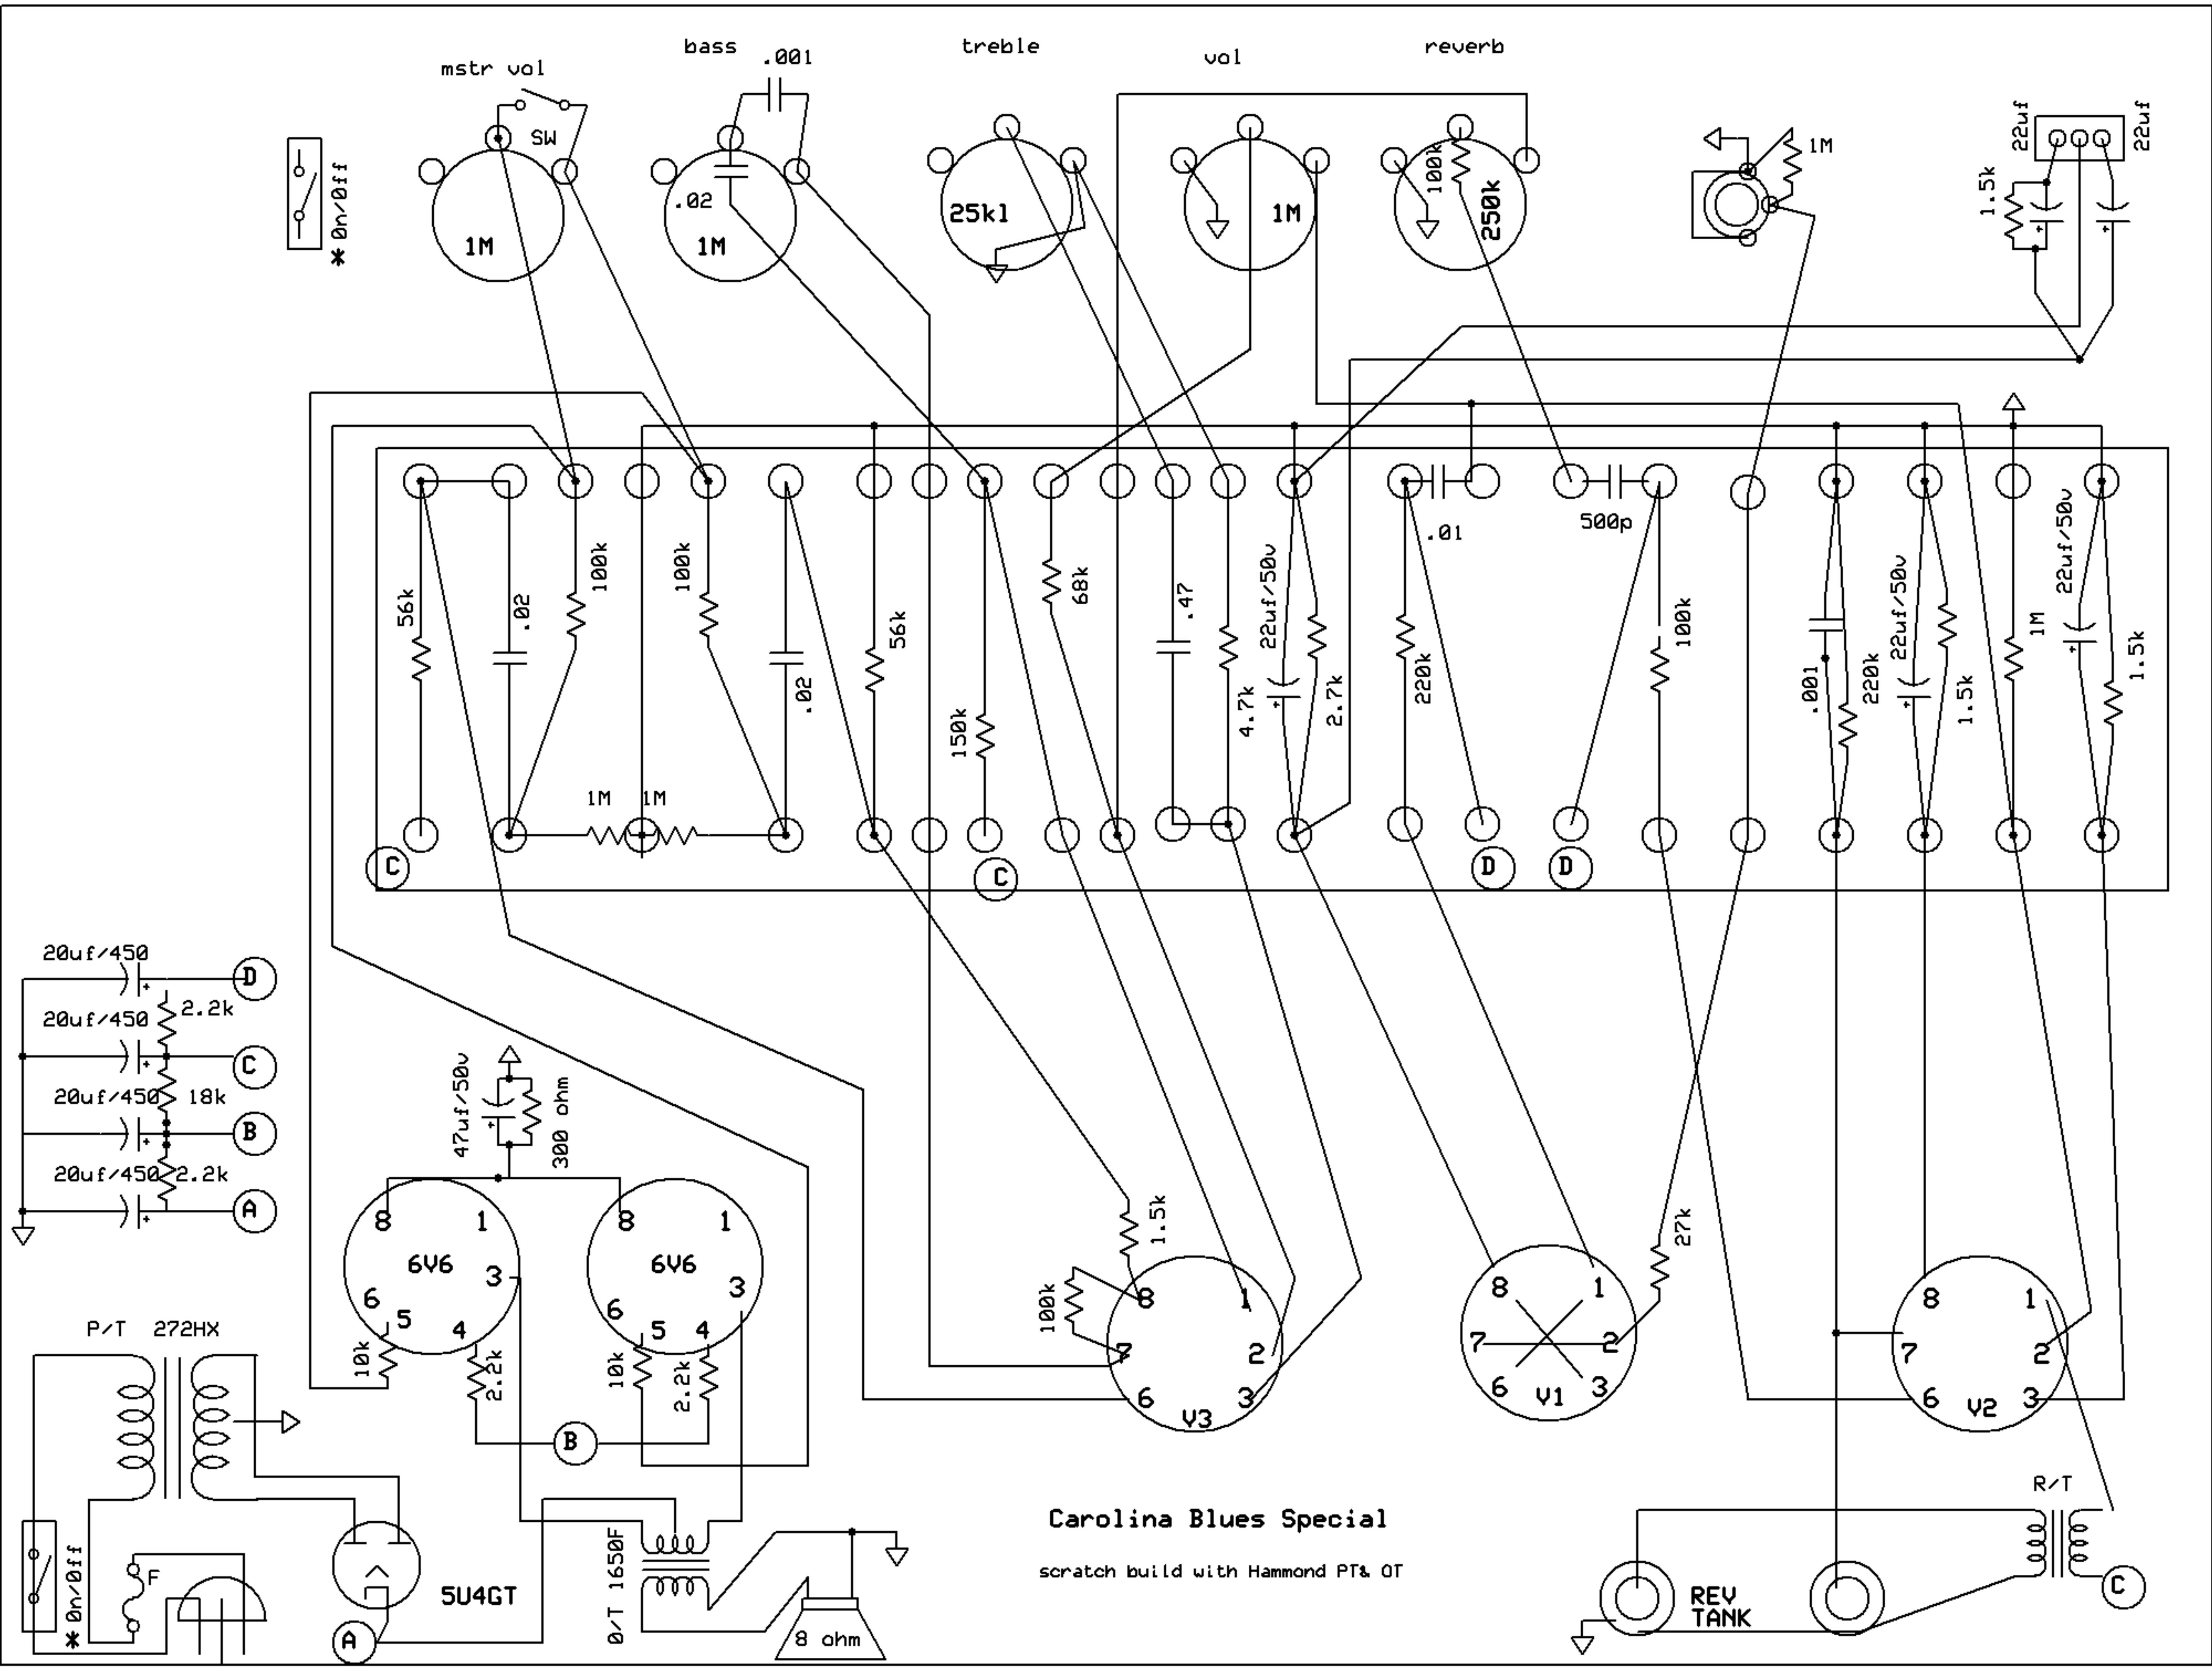 mstr vol
bass
.001
treble
vol
reverb
SW
1M
* 0n/0ff
.02
1M
25kl
1M
100k
250k
1M
22uf
22uf
1.5k
56k
.02
100k
100k
.02
56k
150k
68k
.47
4.7k
22uf/50v
2.7k
.01
220k
500p
100k
.001
220k
22uf/50v
1.5k
1M
22uf/50v
1.5k
1M
1M
C
C
D
D
20uf/450
D
2.2k
20uf/450
C
20uf/450
18k
B
20uf/450
2.2k
A
47uf/50v
300 ohm
8
1
6V6
3
6
5
4
10k
2.2k
8
1
6V6
3
6
5
4
10k
2.2k
B
1.5k
100k
8
1
7
2
6
3
V3
27k
8
1
7
2
6
3
V1
8
1
7
2
6
3
V2
P/T 272HX
* 0n/0ff
F
5U4GT
A
O/T 1650F
8 ohm
Carolina Blues Special
scratch build with Hammond PT& OT
R/T
REV
TANK
C